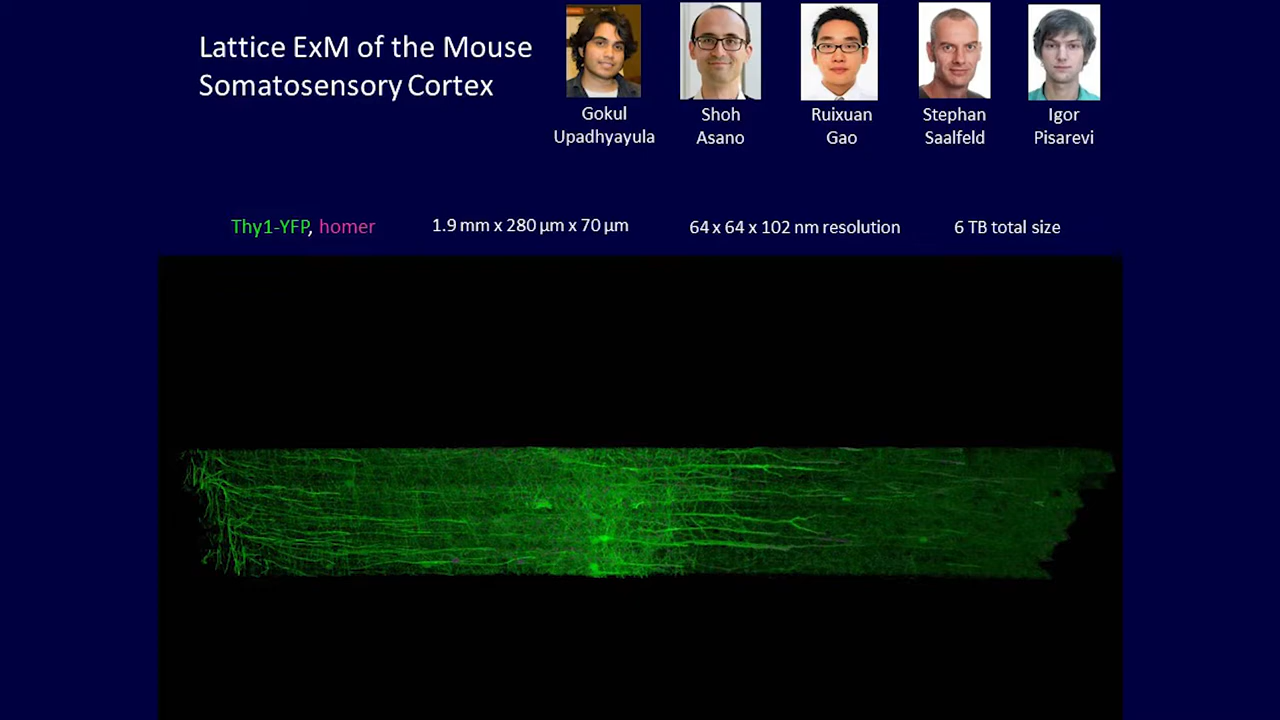 Lattice ExM of the Mouse
Somatosensory Cortex
Gokul
Upadhyayula
Shoh
Asano
Ruixuan
Gao
Stephan
Saalfeld
Igor
Pisarevi
Thy1-YFP, homer
1.9 mm x 280 µm x 70 µm
64 x 64 x 102 nm resolution
6 TB total size